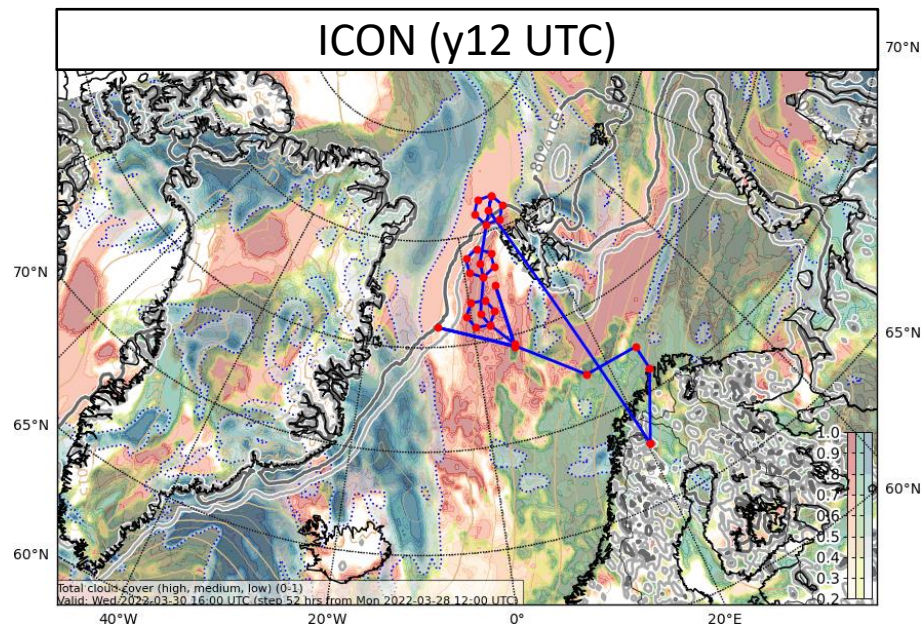 ICON (y12 UTC)
70°N
80% ice
70°N
65°N
65°N
60°N
60°N
1.0
0.9
0.8
0.7
0.6
0.5
0.4
0.3
0.2
Total cloud cover (high, medium, low) (0-1)
Valid: Wed 2022-03-30 16:00 UTC (step 52 hrs from Mon 2022-03-28 12:00 UTC)
40°W
20°W
0°
20°E